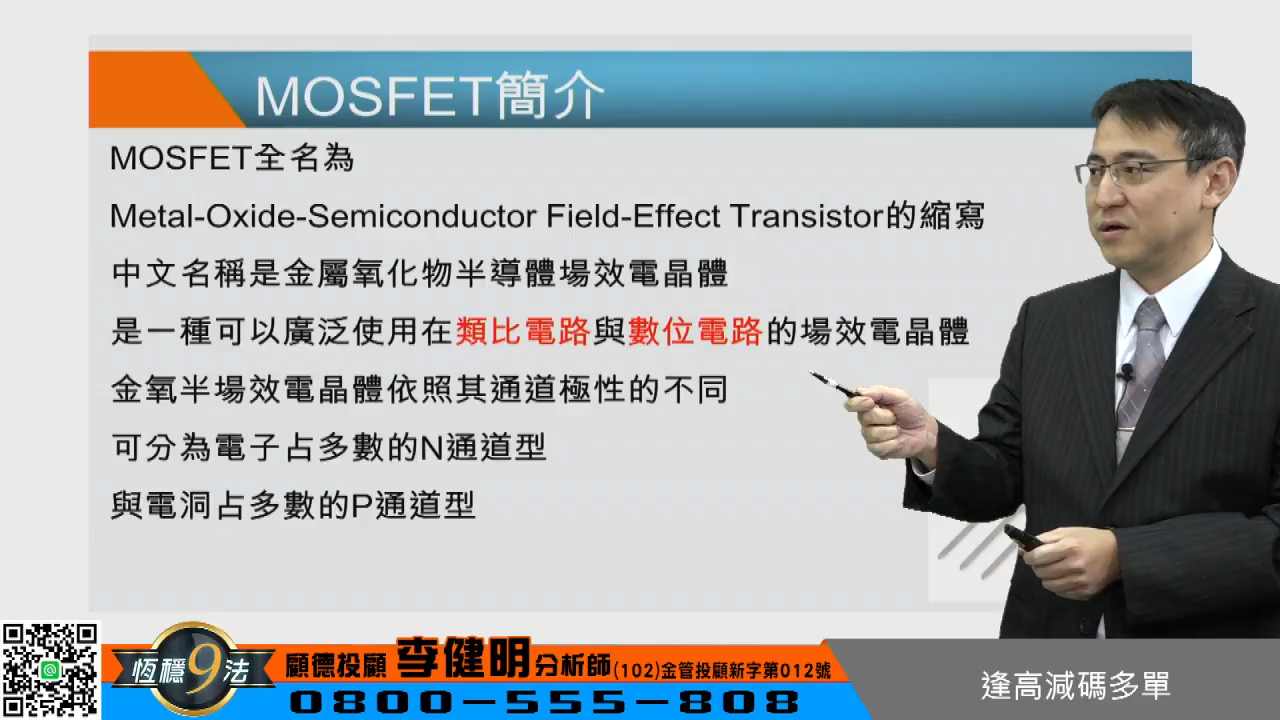 MOSFET簡介
MOSFET全名為
Metal-Oxide-Semiconductor Field-Effect Transistor的縮寫
中文名稱是金屬氧化物半導體場效電晶體
是一種可以廣泛使用在類比電路與數位電路的場效電晶體
金氧半場效電晶體依照其通道極性的不同
可分為電子占多數的N通道型
與電洞占多數的P通道型
恆穩9法
顧德投顧 李健明分析師(102)金管投顧新字第012號
0800-555-808
逢高減碼多單